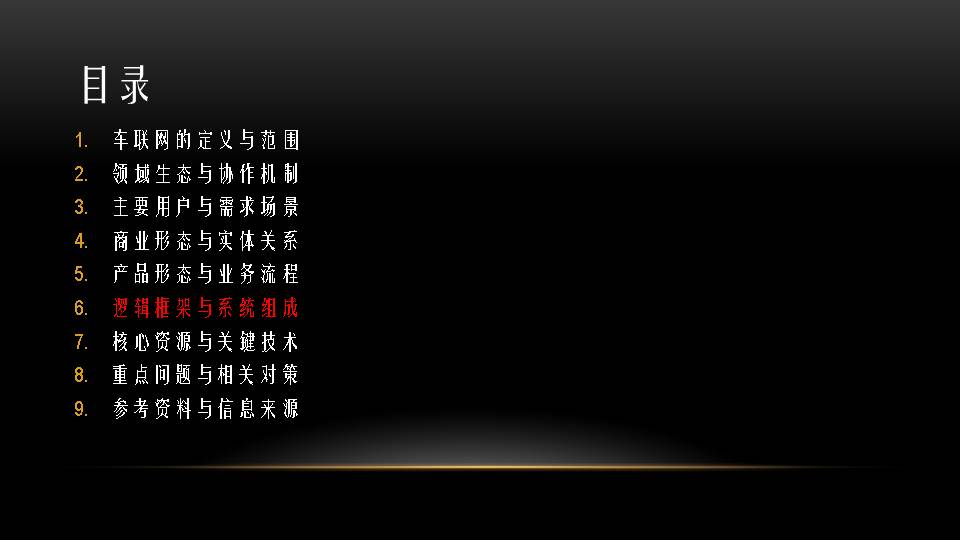 目录
1. 车联网的定义与范围
2. 领域生态与协作机制
3. 主要用户与需求场景
4. 商业形态与实体关系
5. 产品形态与业务流程
6. 逻辑框架与系统组成
7. 核心资源与关键技术
8. 重点问题与相关对策
9. 参考资料与信息来源